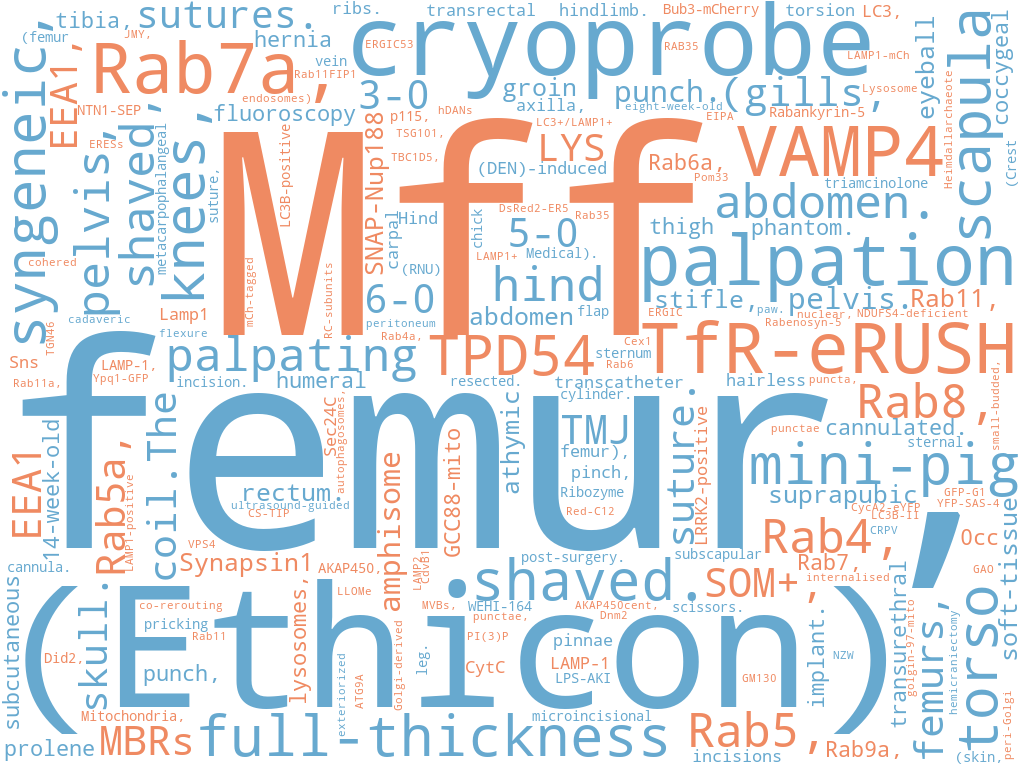 tibia,
sutures.
ribs.
transrectal
hindlimb.
Bub3-mCherry
torsion
LC3,
(femur
JMY,
hernia
ERGIC53
cryoprobe
RAB35
LAMP1-mCh
eyeball
scapula
coccygeal
EEA1,
Rab7a,
vein
Rab11FIP1
3-0
groin
punch.
(gills,
Lysosome
NTN1-SEP
endosomes)
hDANs
axilla,
eight-week-old
Rabankyrin-5
fluoroscopy
p115,
LC3+/LAMP1+
EIPA
ERESs
syngeneic,
pelvis,
shaved,
metacarpophalangeal
knees,
suture,
LC3B-positive
Mff
SNAP-Nup188
TSG101,
TBC1D5,
LYS
(DEN)-induced
Rab6a,
Pom33
VAMP4
Heimdallarchaeote
(Crest
triamcinolone
carpal
Hind
chick
DsRed2-ER5
Rab35
5-0
LAMP1+
Medical).
thigh
abdomen.
phantom.
cohered
(RNU)
hind
palpation
mCh-tagged
RC-subunits
6-0
stifle,
paw.
pelvis.
Rab11,
cadaveric
Lamp1
flexure
peritoneum
Rab4a,
abdomen
flap
ERGIC
Rabenosyn-5
nuclear,
NDUFS4-deficient
TGN46
Sns
Rab11a,
LAMP-1,
Ypq1-GFP
palpating
TPD54
Cex1
sternum
Rab6
TfR-eRUSH
incision.
humeral
resected.
transcatheter
cylinder.
hairless
puncta,
Rab8,
small-budded,
femur,
EEA1
14-week-old
Rab5a,
LAMP1-positive
coil.The
Sec24C
autophagosomes,
athymic
TMJ
femur),
punctae
cannulated.
sternal
rectum.
ultrasound-guided
CS-TIP
amphisome
GCC88-mito
pinch,
Ribozyme
Red-C12
suture.
LRRK2-positive
mini-pig
suprapubic
GFP-G1
YFP-SAS-4
CycA2-eYFP
LC3B-II
CRPV
soft-tissue
VPS4
cannula.
Synapsin1
AKAP450,
LAMP2
Cdv81
post-surgery.
subscapular
Rab4,
Rab7,
Occ
GAO
subcutaneous
skull.
LLOMe
MVBs,
WEHI-164
shaved.
SOM+,
internalised
co-rerouting
pricking
Rab11
lysosomes,
punctae,
AKAP450cent,
Dnm2
scissors.
(Ethicon)
PI(3)P
pinnae
implant.
NZW
transurethral
golgin-97-mito
femurs,
hemicraniectomy
torso
Did2,
punch,
exteriorized
ATG9A
Golgi-derived
leg.
CytC
LAMP-1
LPS-AKI
GM130
Mitochondria,
microincisional
prolene
MBRs
full-thickness
Rab5,
incisions
Rab9a,
(skin,
peri-Golgi